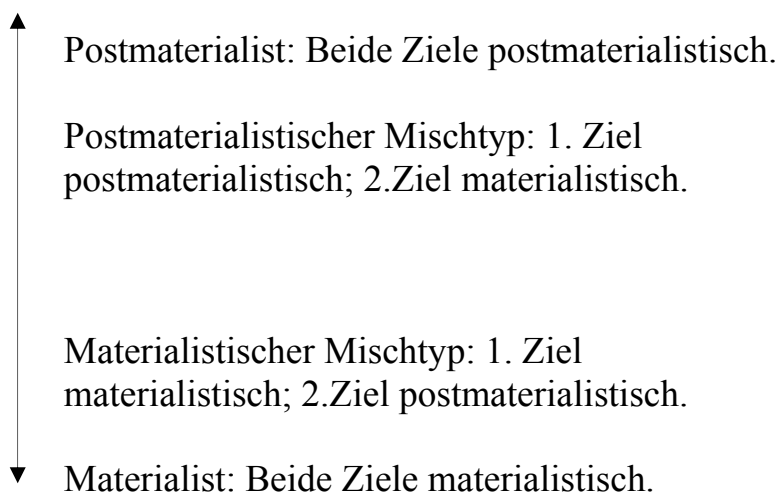 Postmaterialist: Beide Ziele postmaterialistisch.
Postmaterialistischer Mischtyp: 1. Ziel
postmaterialistisch; 2.Ziel materialistisch.
Materialistischer Mischtyp: 1. Ziel
materialistisch; 2.Ziel postmaterialistisch.
Materialist: Beide Ziele materialistisch.